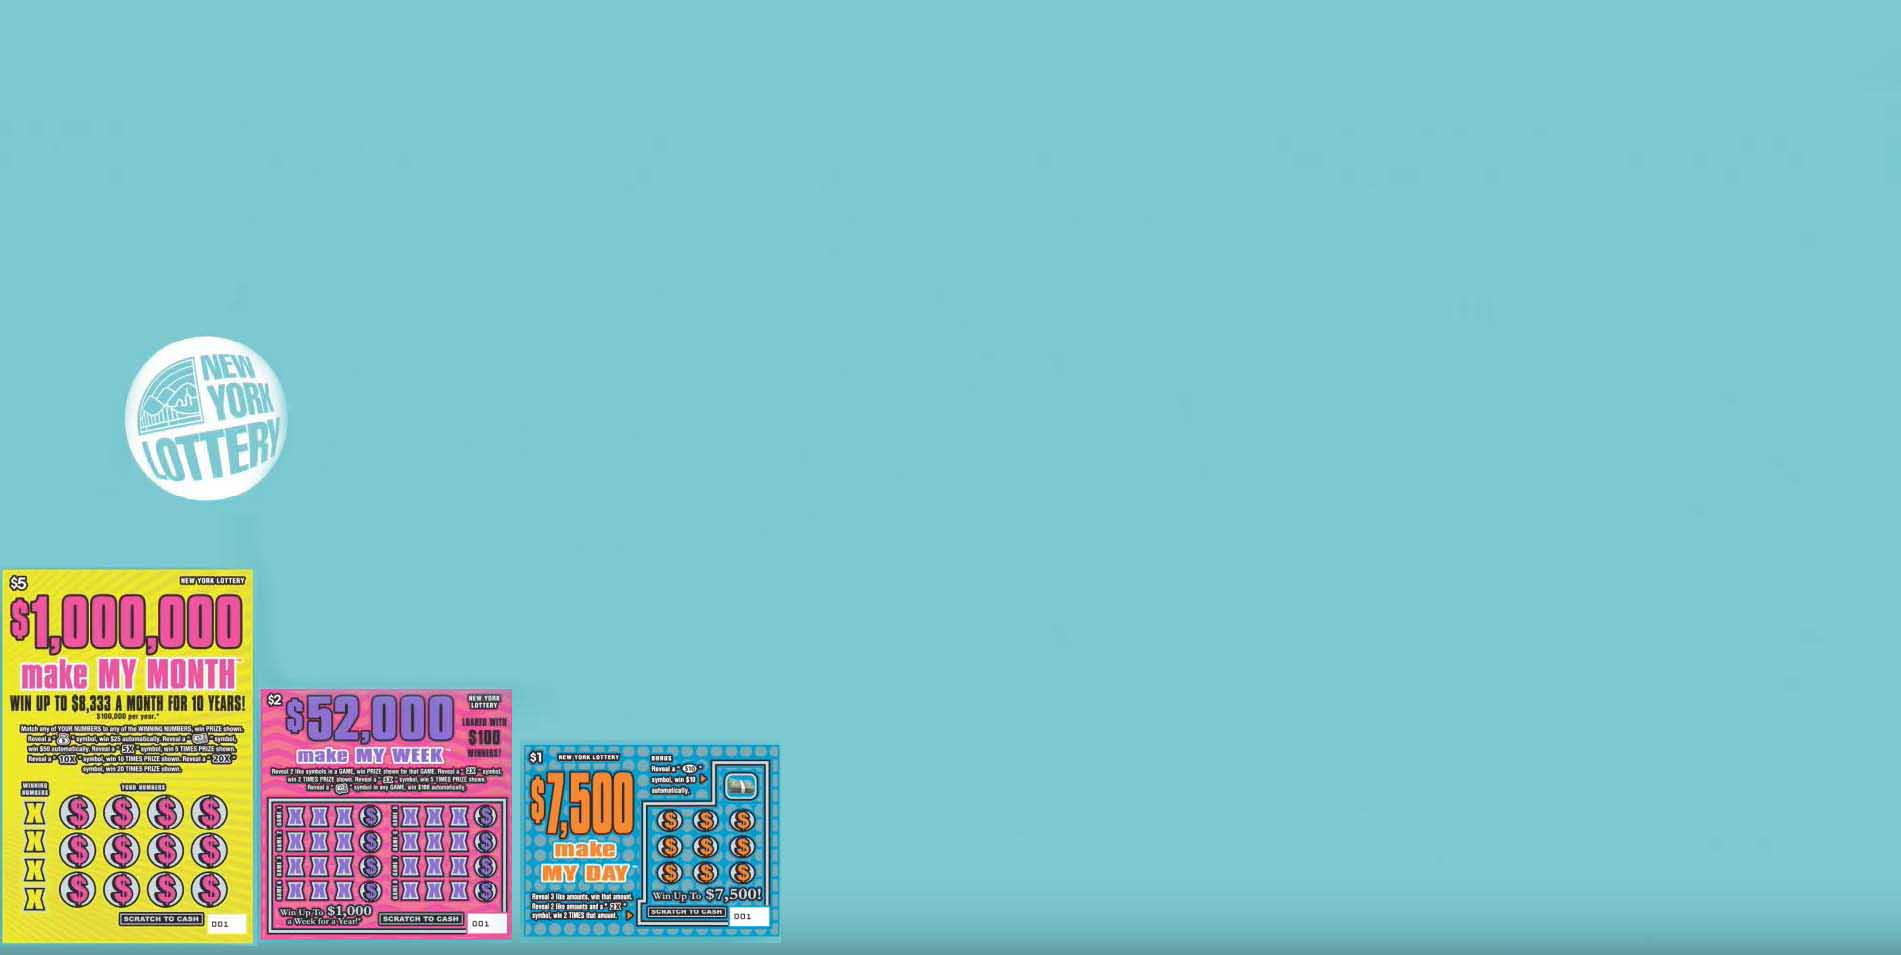 NEW
YORK
LOTTERY
$5
NEW YORK LOTTERY
$1,000,000
make MY MONTH™
WIN UP TO $8,333 A MONTH FOR 10 YEARS!
$100,000 per year.*
Match any of YOUR NUMBERS to any of the WINNING NUMBERS, win PRIZE shown.
Reveal a " " symbol, win $25 automatically. Reveal a " " symbol,
win $50 automatically. Reveal a " 5X " symbol, win 5 TIMES PRIZE shown.
Reveal a " 10X " symbol, win 10 TIMES PRIZE shown. Reveal a " 20X "
symbol, win 20 TIMES PRIZE shown.
WINNING
NUMBERS
YOUR NUMBERS
X $ $ $ $
X $ $ $ $
X $ $ $ $
X
SCRATCH TO CASH
001
$2
$52,000
NEW YORK
LOTTERY
make MY WEEK™
LOADED WITH
$100
WINNERS!
Reveal 2 like symbols in a GAME, win PRIZE shown for that GAME. Reveal a " 2X " symbol,
win 2 TIMES PRIZE shown. Reveal a " 5X " symbol, win 5 TIMES PRIZE shown.
Reveal a " " symbol in any GAME, win $100 automatically.
X X X $ X X X $
X X X $ X X X $
X X X $ X X X $
X X X $ X X X $
Win Up To $1,000
a Week for a Year!*
SCRATCH TO CASH
001
$1
NEW YORK LOTTERY
$7,500
make
MY DAY™
Reveal 3 like amounts, win that amount.
Reveal 2 like amounts and a " 2X "
symbol, win 2 TIMES that amount.
BONUS
Reveal a " $10 "
symbol, win $10
automatically.
$ $ $
$ $ $
$ $ $
Win Up To $7,500!
SCRATCH TO CASH
001